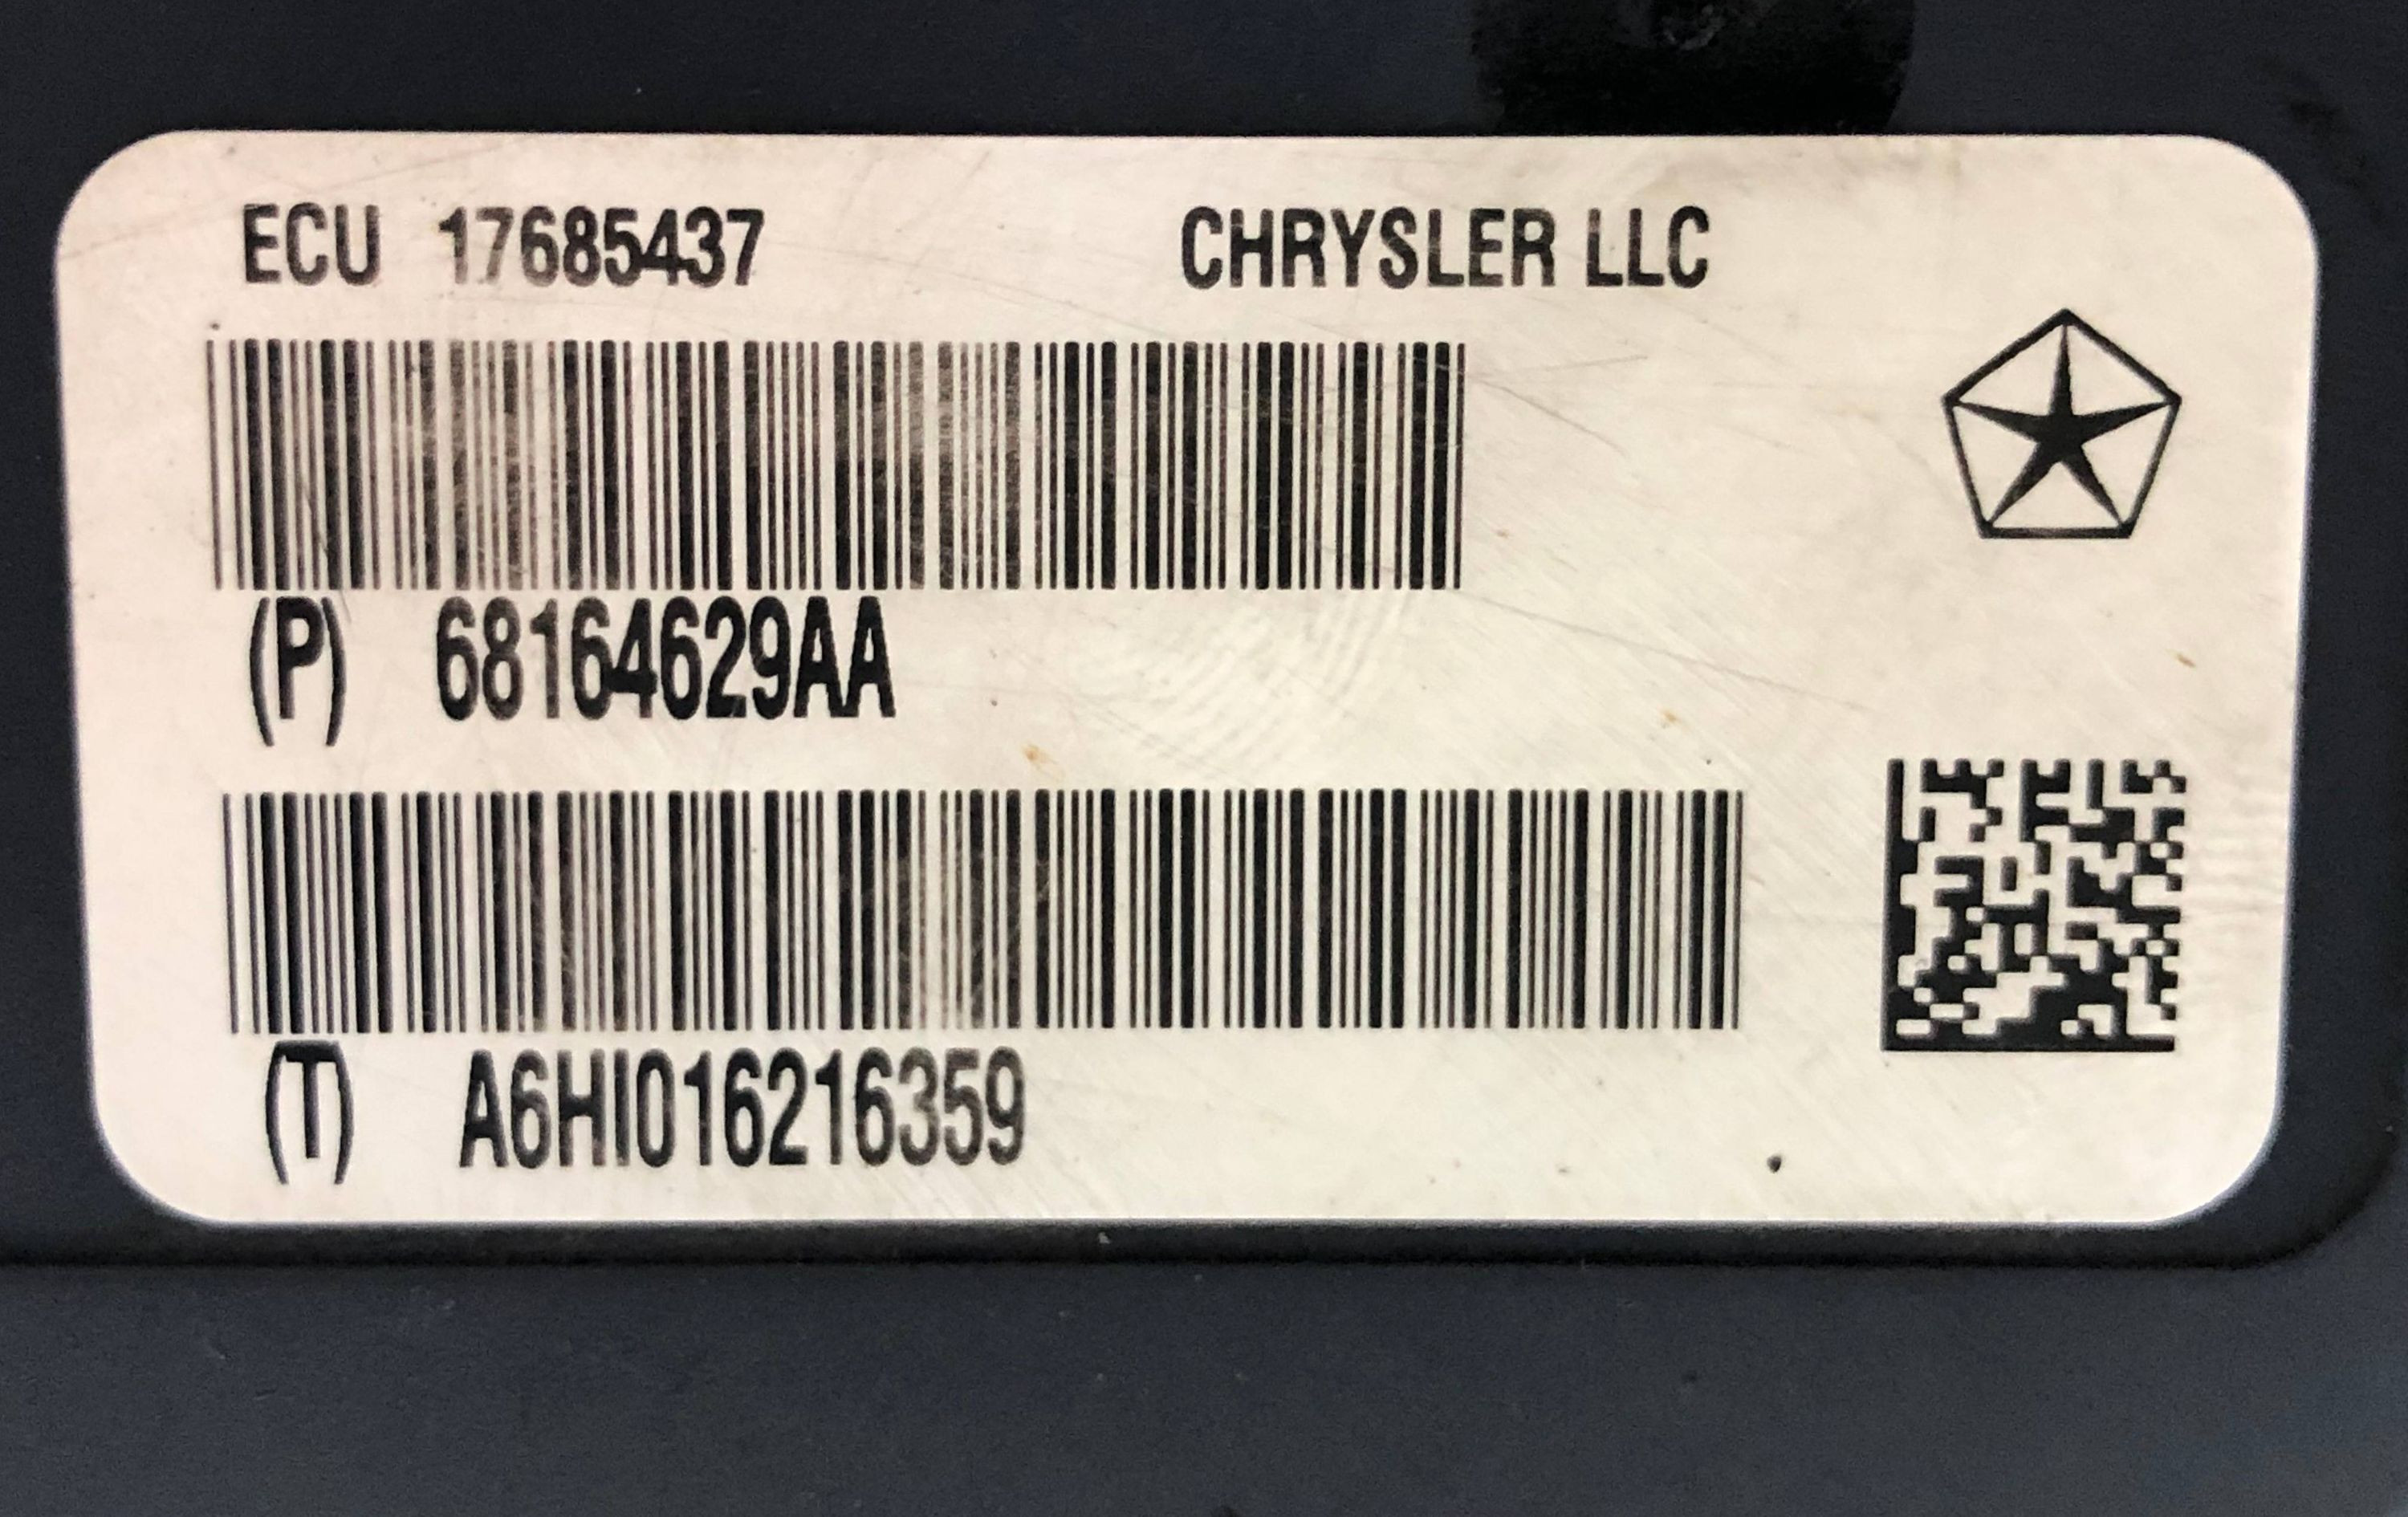 ECU 17685437 CHRYSLER LLC
(P) 68164629AA
(T) A6HI016216359